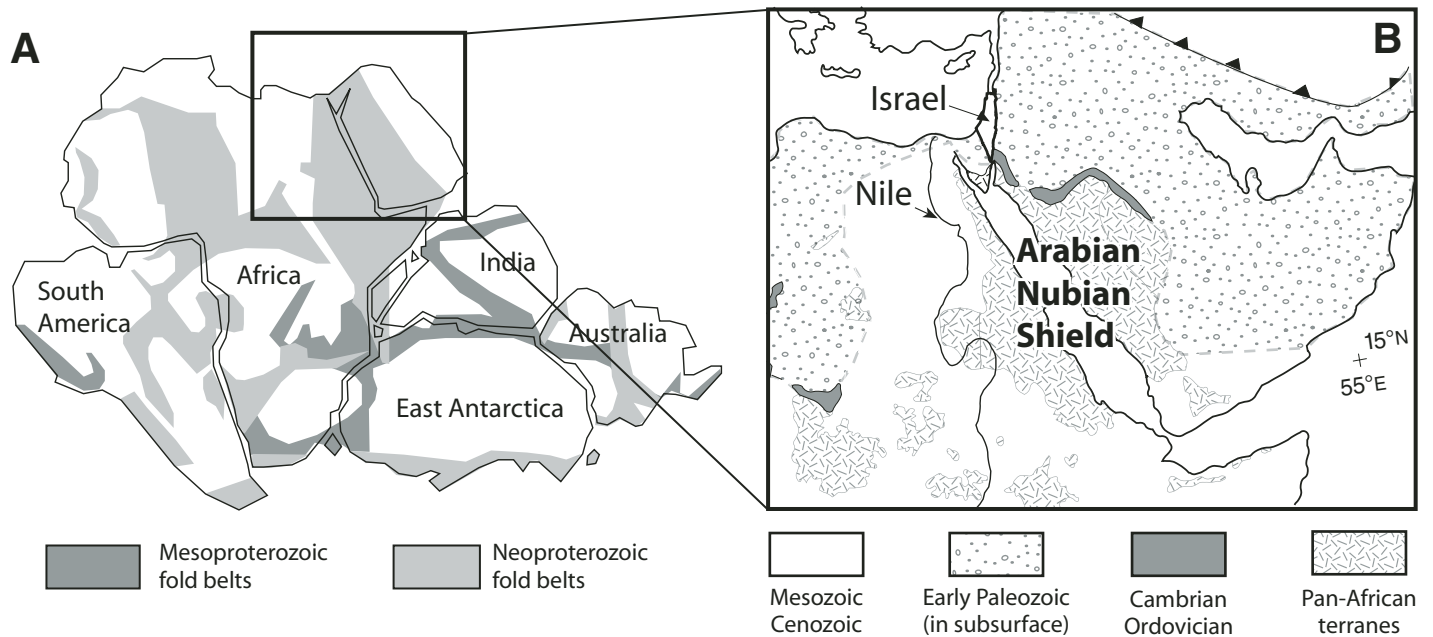 A
South
America
Africa
India
Australia
East Antarctica
Mesoproterozoic
fold belts
Neoproterozoic
fold belts
B
Israel
Nile
Arabian
Nubian
Shield
15°N
+
55°E
Mesozoic
Cenozoic
Early Paleozoic
(in subsurface)
Cambrian
Ordovician
Pan-African
terranes